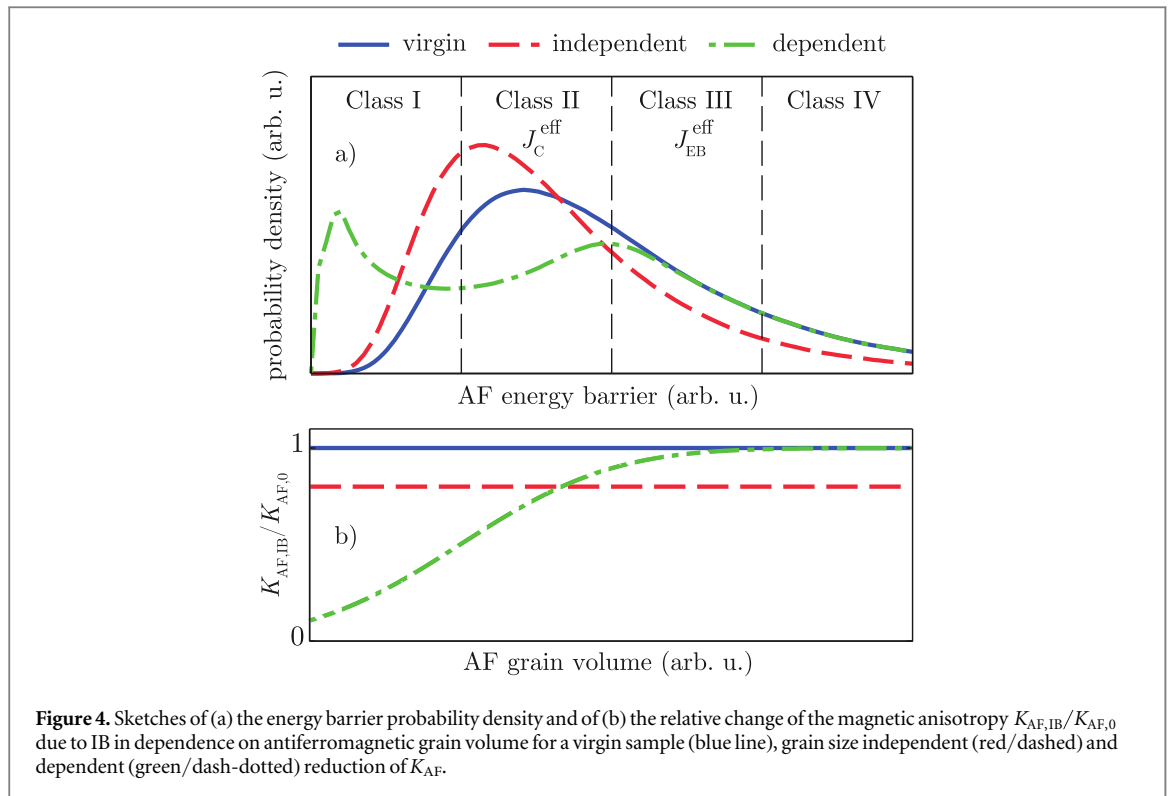 virgin independent dependent
Class I Class II Class III Class IV
J_C^eff J_EB^eff
a)
probability density (arb. u.)
AF energy barrier (arb. u.)
1
K_AF,IB/K_AF,0
b)
0
AF grain volume (arb. u.)
Figure 4. Sketches of (a) the energy barrier probability density and of (b) the relative change of the magnetic anisotropy K_AF,IB/K_AF,0
due to IB in dependence on antiferromagnetic grain volume for a virgin sample (blue line), grain size independent (red/dashed) and
dependent (green/dash-dotted) reduction of K_AF.